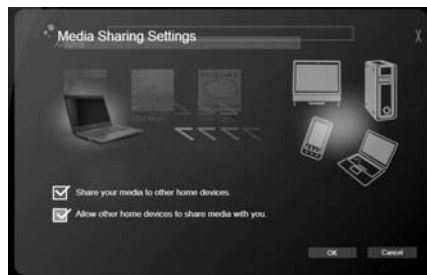 Media Sharing Settings
X
Share your media to other home devices.
Allow other home devices to share media with you.
OK
Cancel